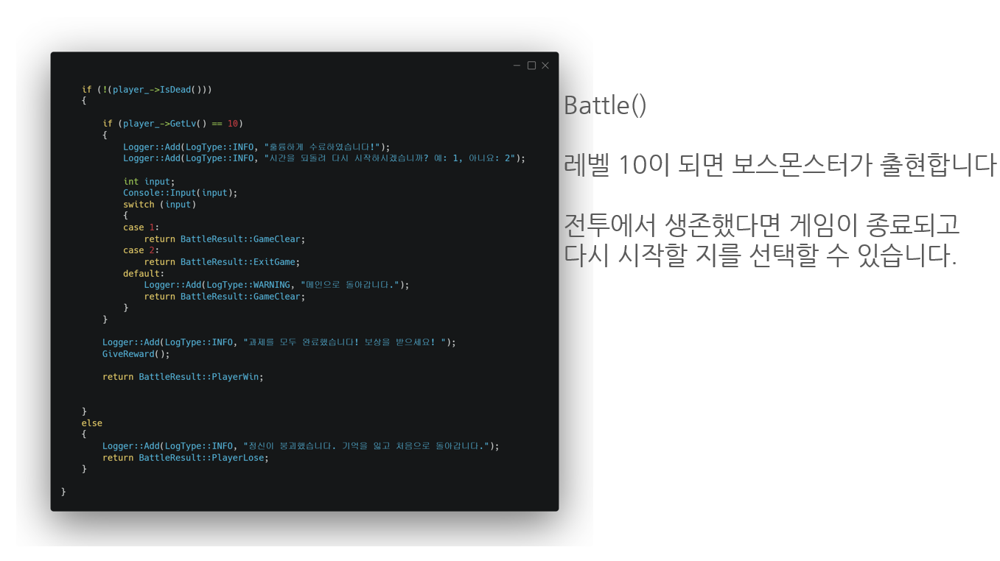 if (!(player_->IsDead()))
{
if (player_->GetLv() == 10)
{
Logger::Add(LogType::INFO, "훌륭하게 수료하였습니다!");
Logger::Add(LogType::INFO, "시간을 되돌려 다시 시작하시겠습니까? 예: 1, 아니요: 2");
int input;
Console::Input(input);
switch (input)
{
case 1:
return BattleResult::GameClear;
case 2:
return BattleResult::ExitGame;
default:
Logger::Add(LogType::WARNING, "메인으로 돌아갑니다.");
return BattleResult::GameClear;
}
}
Logger::Add(LogType::INFO, "과제를 모두 완료했습니다! 보상을 받으세요! ");
GiveReward();
return BattleResult::PlayerWin;
}
else
{
Logger::Add(LogType::INFO, "정신이 붕괴했습니다. 기억을 잃고 처음으로 돌아갑니다.");
return BattleResult::PlayerLose;
}
}
Battle()
레벨 10이 되면 보스몬스터가 출현합니다
전투에서 생존했다면 게임이 종료되고
다시 시작할 지를 선택할 수 있습니다.